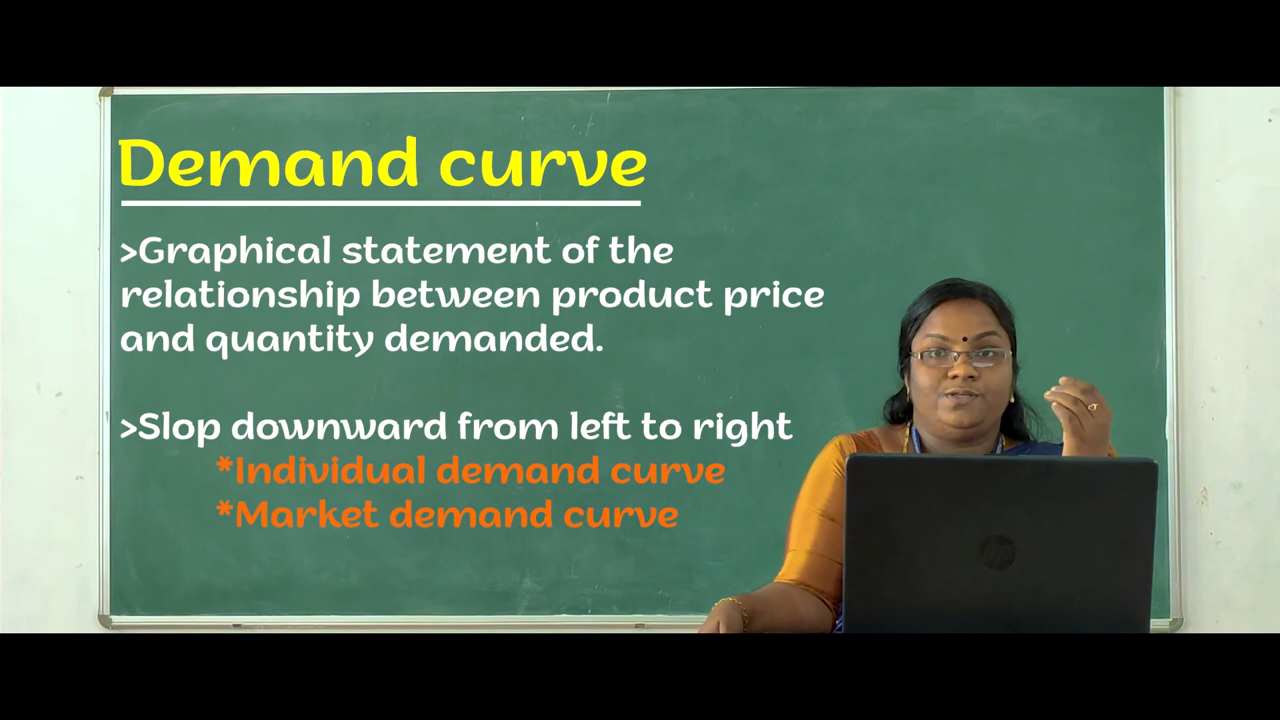 Demand curve
>Graphical statement of the
relationship between product price
and quantity demanded.
>Slop downward from left to right
*Individual demand curve
*Market demand curve
hp